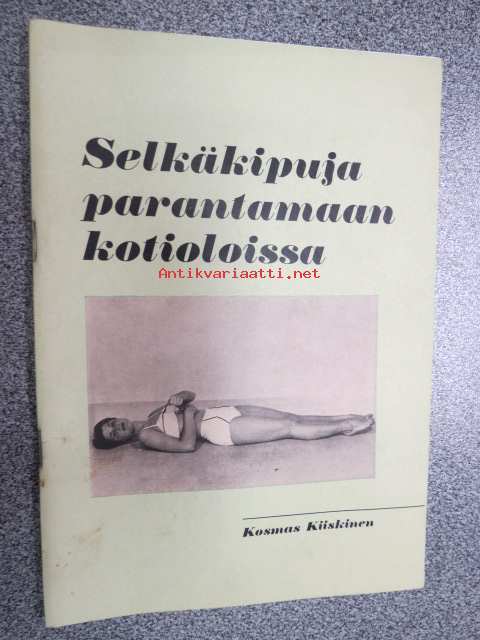 Selkäkipuja
parantamaan
kotioloissa
Antikvariaatti.net
Kosmas Kiiskinen